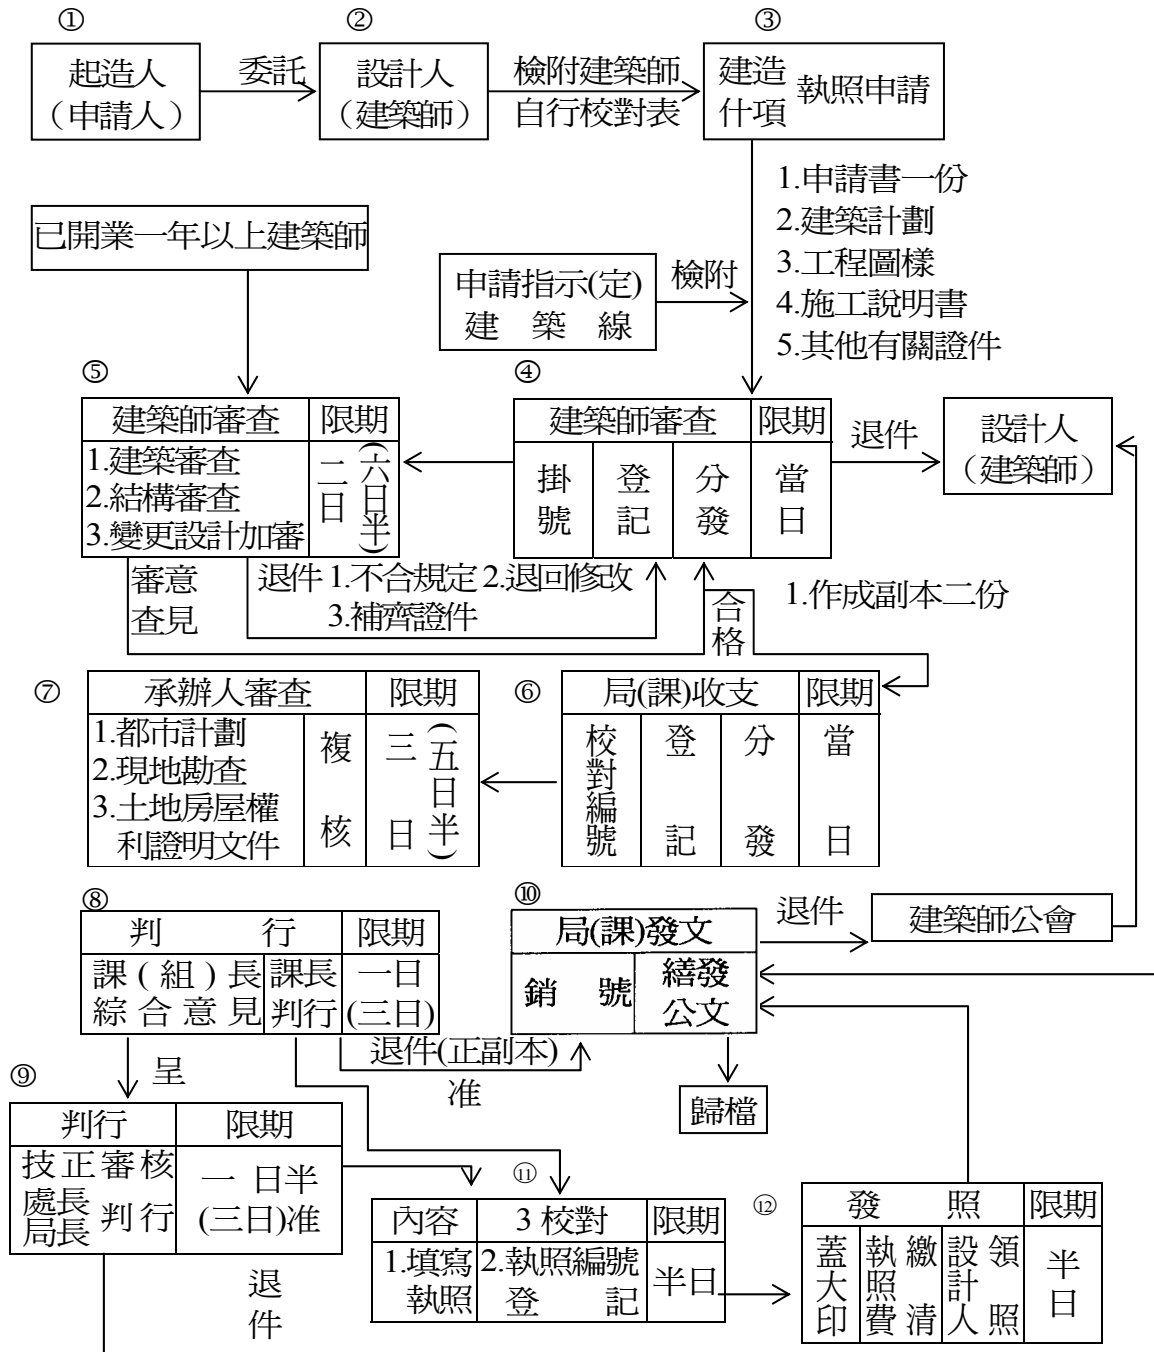 ①
起造人
（申請人）
委託
②
設計人
（建築師）
檢附建築師
自行校對表
③
建造
什項
執照申請
1.申請書一份
2.建築計劃
3.工程圖樣
4.施工說明書
5.其他有關證件
已開業一年以上建築師
申請指示(定)
建　築　線
檢附
⑤
建築師審查
限期
1.建築審查
2.結構審查
3.變更設計加審
二日
(六日半)
④
建築師審查
限期
掛號
登記
分發
當日
退件
設計人
（建築師）
審查
意見
退件 1.不合規定 2.退回修改
3.補齊證件
合格
1.作成副本二份
⑦
承辦人審查
限期
1.都市計劃
2.現地勘查
3.土地房屋權
利證明文件
複核
三日
(五日半)
⑥
局(課)收支
限期
校對編號
登記
分發
當日
⑧
判　行
限期
課(組)長
綜合意見
課長
判行
一日
(三日)
⑩
局(課)發文
銷　號
繕發
公文
退件
建築師公會
退件(正副本)
准
歸檔
呈
⑨
判行
限期
技正審核
處長
局長
判行
一 日半
(三日)准
退件
⑪
內容
3 校對
限期
1.填寫
執照
2.執照編號
登　記
半日
⑫
發　照
限期
蓋大印
執照費
繳清
設計人
領照
半日